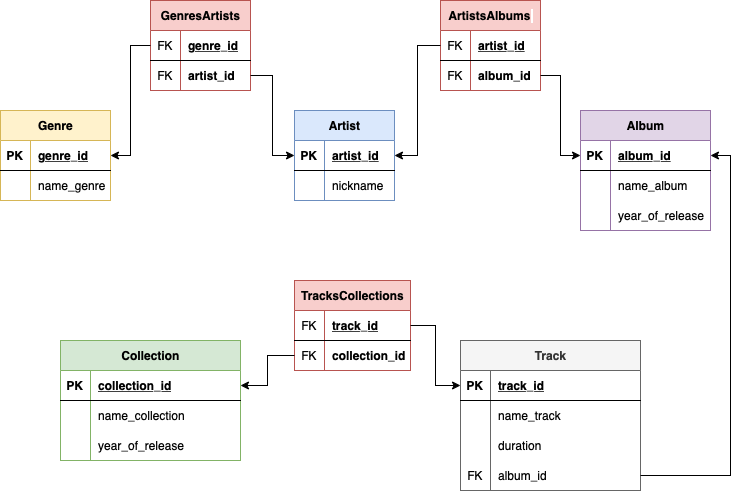 GenresArtists
FK genre_id
FK artist_id
ArtistsAlbums
FK artist_id
FK album_id
Genre
PK genre_id
name_genre
Artist
PK artist_id
nickname
Album
PK album_id
name_album
year_of_release
TracksCollections
FK track_id
FK collection_id
Collection
PK collection_id
name_collection
year_of_release
Track
PK track_id
name_track
duration
FK album_id